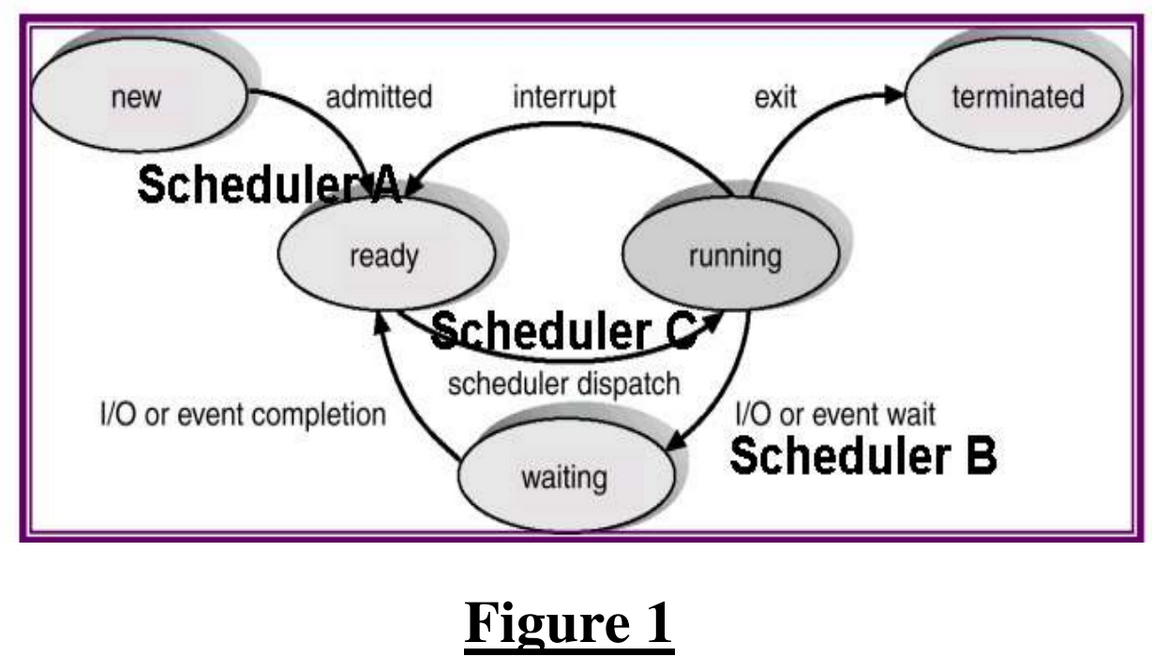 new
admitted
interrupt
exit
terminated
Scheduler A
ready
running
Scheduler C
scheduler dispatch
I/O or event completion
I/O or event wait
Scheduler B
waiting
Figure 1